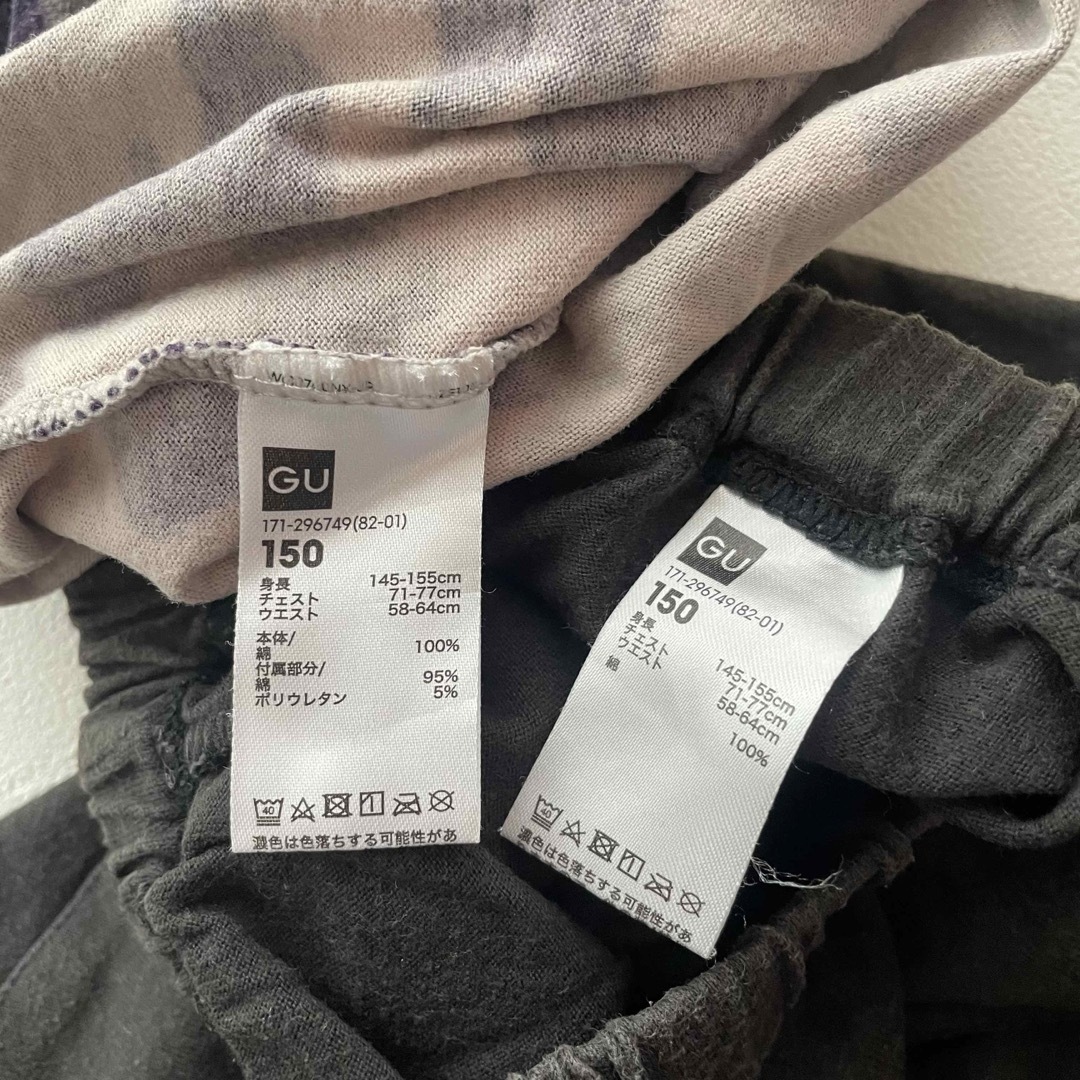 GU
171-296749(82-01)
150
身長 145-155cm
チェスト 71-77cm
ウエスト 58-64cm
本体/
綿 100%
付属部分/
綿 95%
ポリウレタン 5%
40
濃色は色落ちする可能性があ
GU
171-296749(82-01)
150
身長 145-155cm
チェスト 71-77cm
ウエスト 58-64cm
綿 100%
40
濃色は色落ちする可能性があ